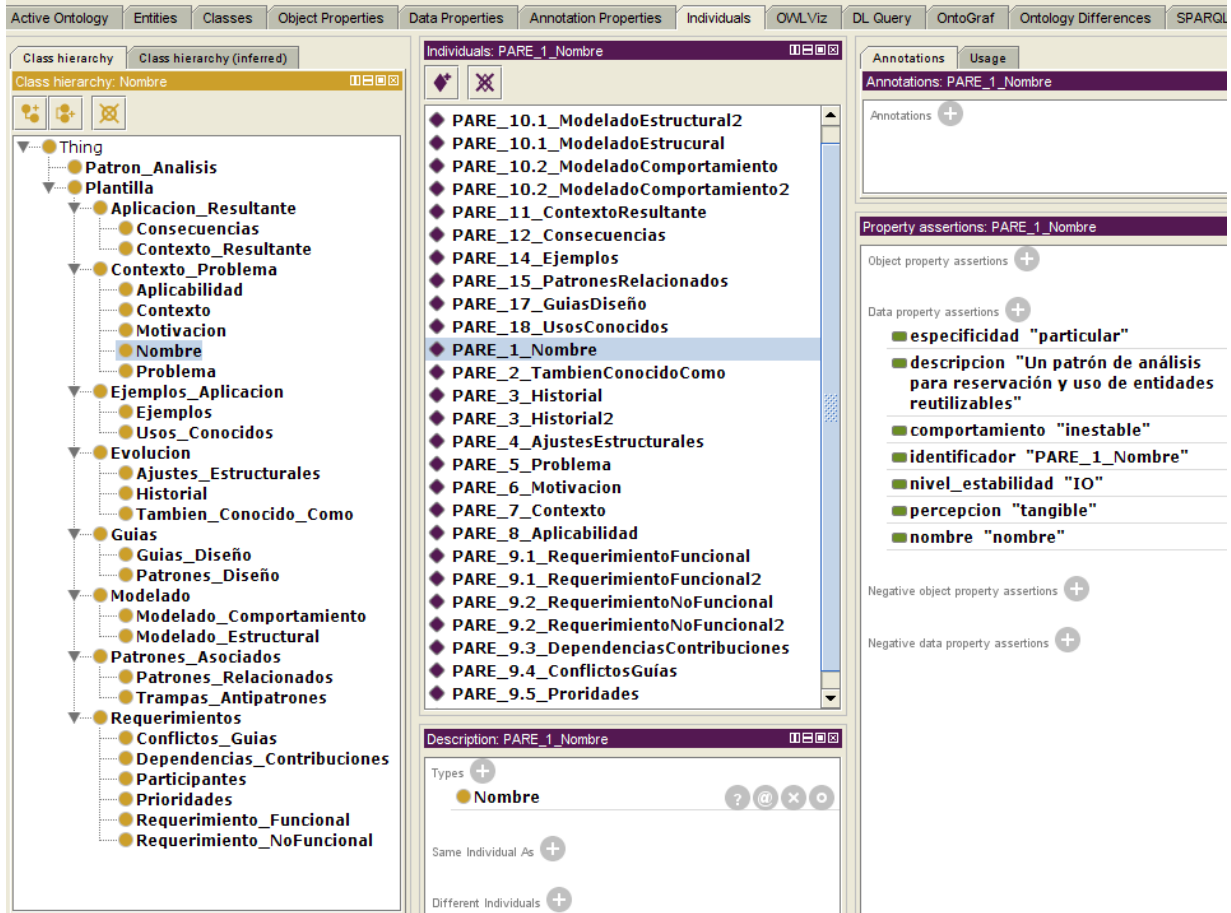 Active Ontology Entities Classes Object Properties Data Properties Annotation Properties Individuals OWLViz DL Query OntoGraf Ontology Differences SPARQL
Class hierarchy Class hierarchy (inferred)
Class hierarchy: Nombre
Thing
Patron_Analisis
Plantilla
Aplicacion_Resultante
Consecuencias
Contexto_Resultante
Contexto_Problema
Aplicabilidad
Contexto
Motivacion
Nombre
Problema
Ejemplos_Aplicacion
Ejemplos
Usos_Conocidos
Evolucion
Ajustes_Estructurales
Historial
Tambien_Conocido_Como
Guias
Guias_Diseño
Patrones_Diseño
Modelado
Modelado_Comportamiento
Modelado_Estructural
Patrones_Asociados
Patrones_Relacionados
Trampas_Antipatrones
Requerimientos
Conflictos_Guias
Dependencias_Contribuciones
Participantes
Prioridades
Requerimiento_Funcional
Requerimiento_NoFuncional
Individuals: PARE_1_Nombre
PARE_10.1_ModeladoEstructural2
PARE_10.1_ModeladoEstrucural
PARE_10.2_ModeladoComportamiento
PARE_10.2_ModeladoComportamiento2
PARE_11_ContextoResultante
PARE_12_Consecuencias
PARE_14_Ejemplos
PARE_15_PatronesRelacionados
PARE_17_GuiasDiseño
PARE_18_UsosConocidos
PARE_1_Nombre
PARE_2_TambienConocidoComo
PARE_3_Historial
PARE_3_Historial2
PARE_4_AjustesEstructurales
PARE_5_Problema
PARE_6_Motivacion
PARE_7_Contexto
PARE_8_Aplicabilidad
PARE_9.1_RequerimientoFuncional
PARE_9.1_RequerimientoFuncional2
PARE_9.2_RequerimientoNoFuncional
PARE_9.2_RequerimientoNoFuncional2
PARE_9.3_DependenciasContribuciones
PARE_9.4_ConflictosGuías
PARE_9.5_Proridades
Description: PARE_1_Nombre
Types
Nombre
Same Individual As
Different Individuals
Annotations Usage
Annotations: PARE_1_Nombre
Annotations
Property assertions: PARE_1_Nombre
Object property assertions
Data property assertions
especificidad "particular"
descripcion "Un patrón de análisis
para reservación y uso de entidades
reutilizables"
comportamiento "inestable"
identificador "PARE_1_Nombre"
nivel_estabilidad "IO"
percepcion "tangible"
nombre "nombre"
Negative object property assertions
Negative data property assertions